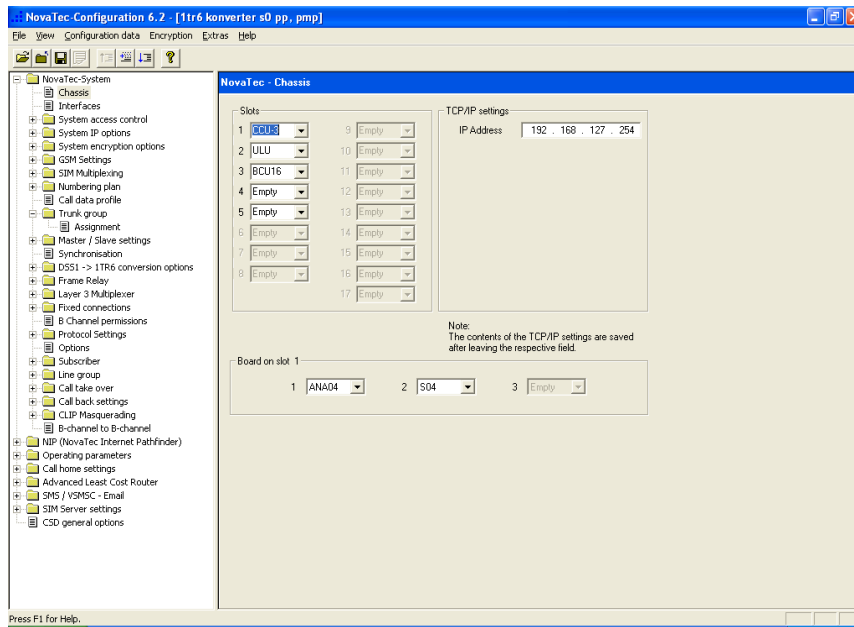 NovaTec-Configuration 6.2 - [1tr6 konverter s0 pp, pmp]
File View Configuration data Encryption Extras Help
NovaTec-System
Chassis
Interfaces
System access control
System IP options
System encryption options
GSM Settings
SIM Multiplexing
Numbering plan
Call data profile
Trunk group
Assignment
Master / Slave settings
Synchronisation
DSS1 -> 1TR6 conversion options
Frame Relay
Layer 3 Multiplexer
Fixed connections
B Channel permissions
Protocol Settings
Options
Subscriber
Line group
Call take over
Call back settings
CLIP Masquerading
B-channel to B-channel
NIP (NovaTec Internet Pathfinder)
Operating parameters
Call home settings
Advanced Least Cost Router
SMS / VSMSC - Email
SIM Server settings
CSD general options
NovaTec - Chassis
Slots
1 CCU-3 9 Empty
2 ULU 10 Empty
3 BCU16 11 Empty
4 Empty 12 Empty
5 Empty 13 Empty
6 Empty 14 Empty
7 Empty 15 Empty
8 Empty 16 Empty
17 Empty
TCP/IP settings
IP Address 192 . 168 . 127 . 254
Note:
The contents of the TCP/IP settings are saved
after leaving the respective field.
Board on slot 1
1 ANA04 2 S04 3 Empty
Press F1 for Help.